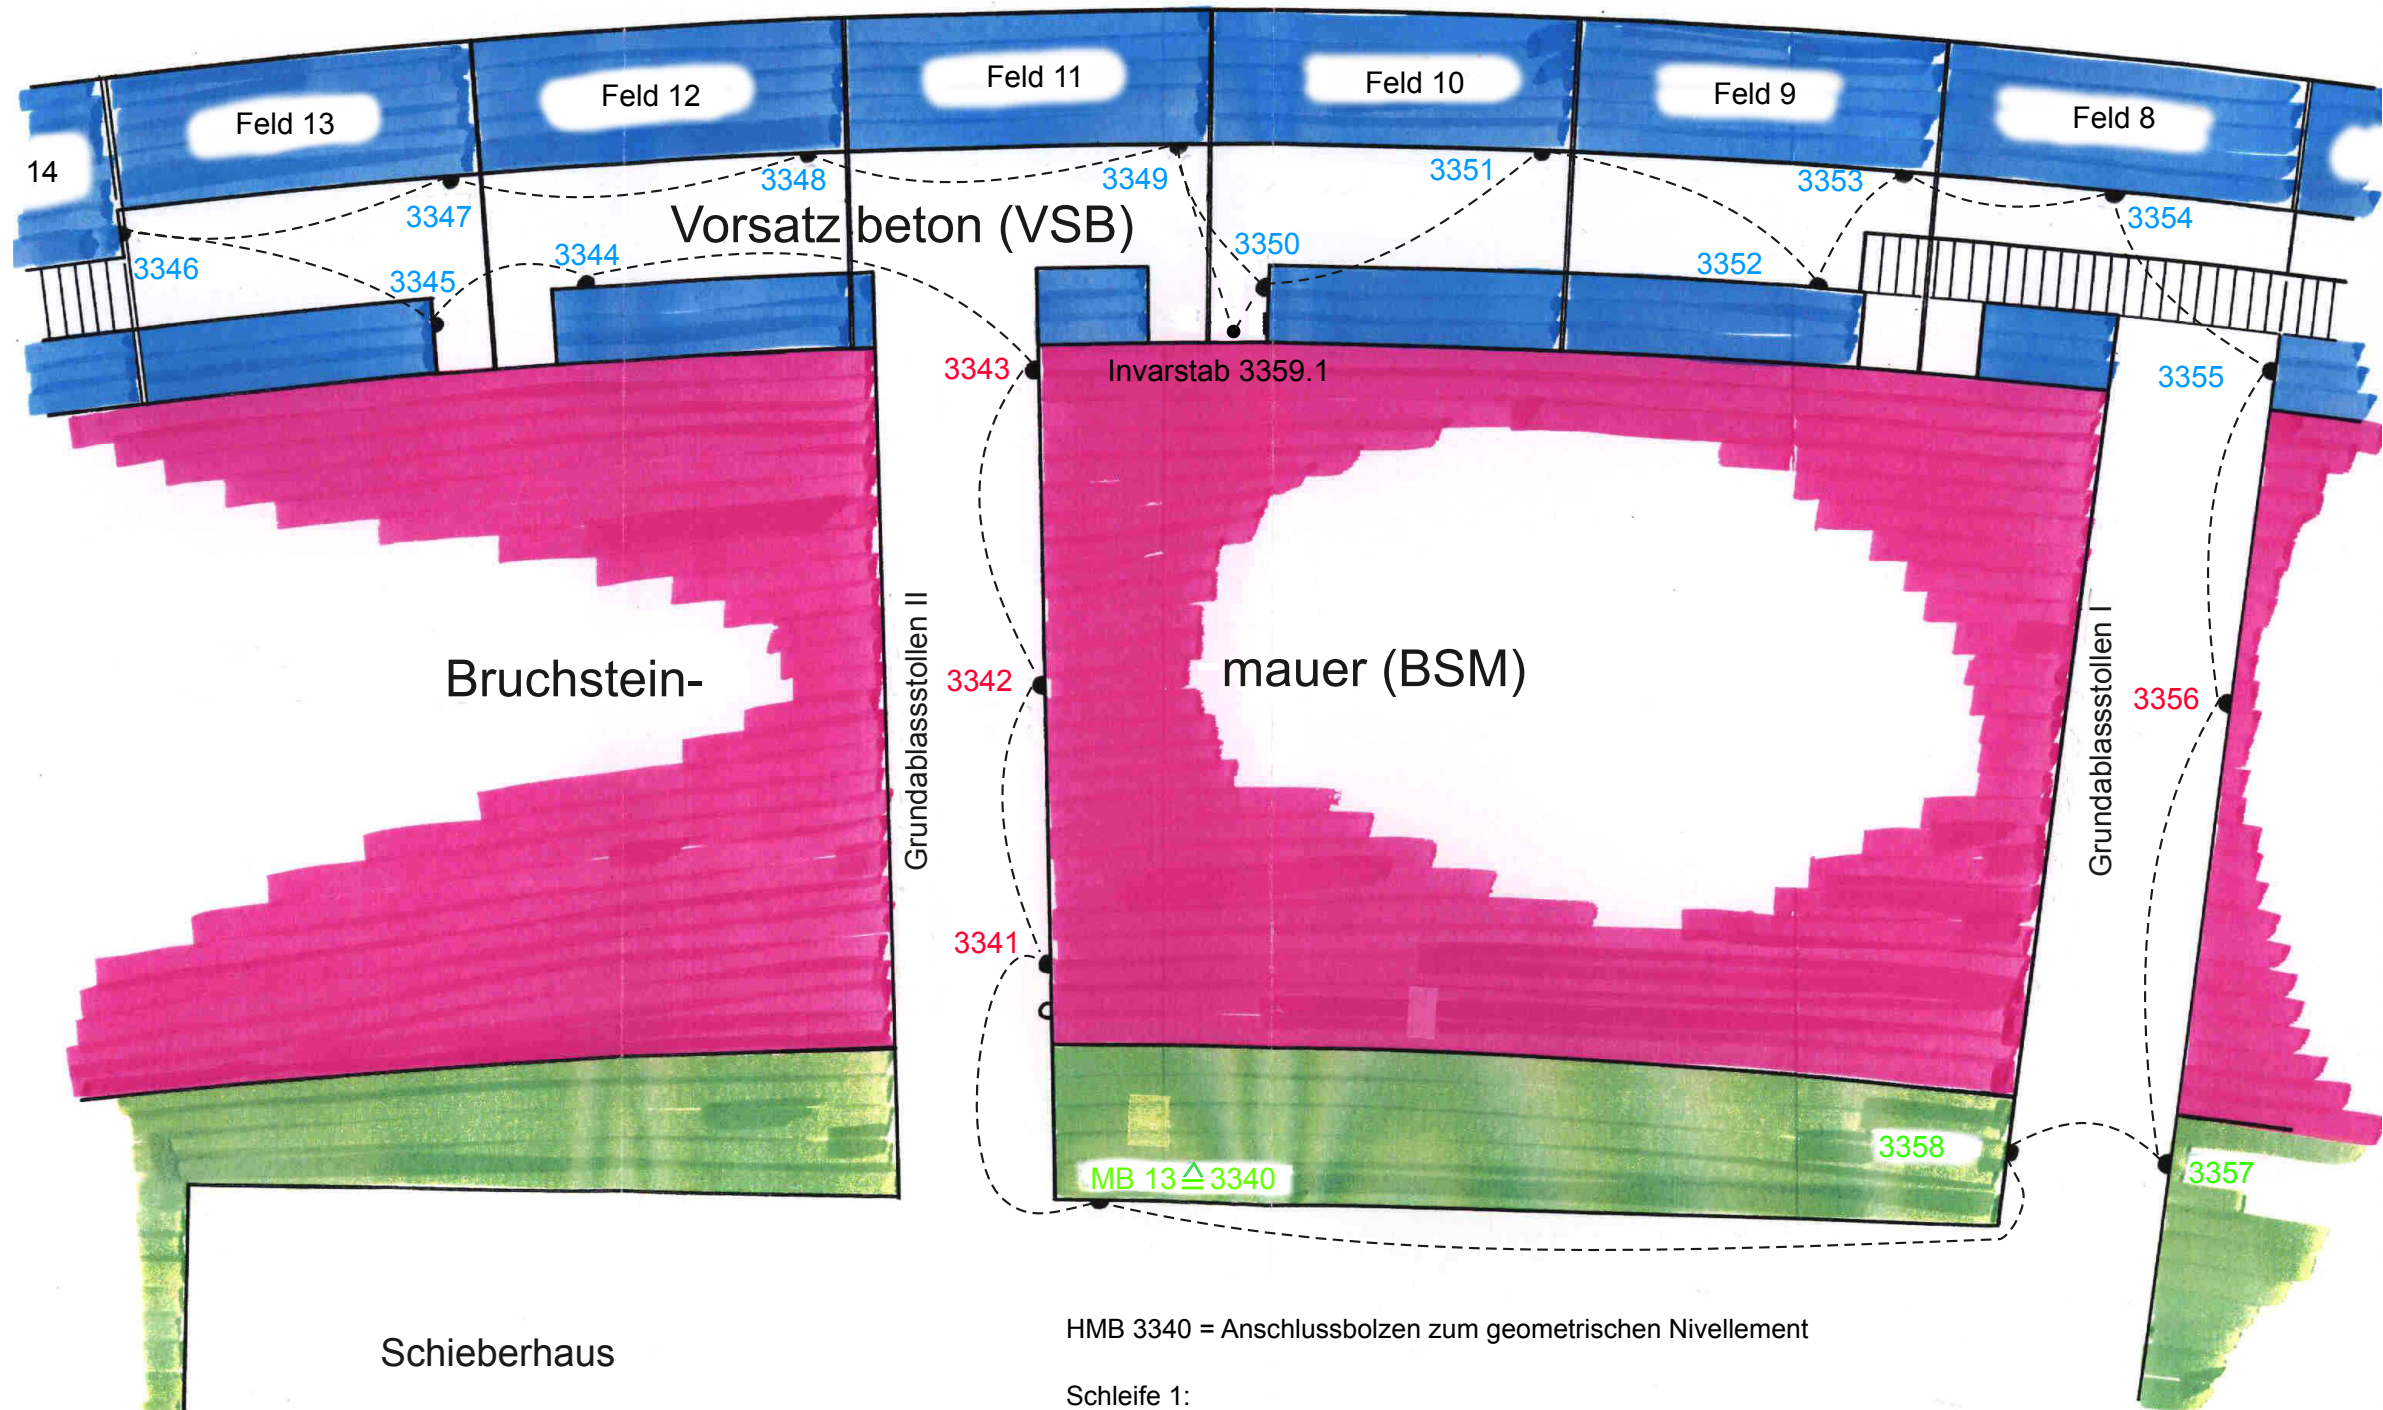 Feld 13
Feld 12
Feld 11
Feld 10
Feld 9
Feld 8
14
3347
3348
3349
3351
3353
3354
Vorsatz beton (VSB)
3346
3345
3344
3350
3352
3343
Invarstab 3359.1
3355
Grundablassstollen II
Grundablassstollen I
Bruchstein-
mauer (BSM)
3342
3356
3341
3358
MB 13 ≙ 3340
3357
HMB 3340 = Anschlussbolzen zum geometrischen Nivellement
Schieberhaus
Schleife 1: